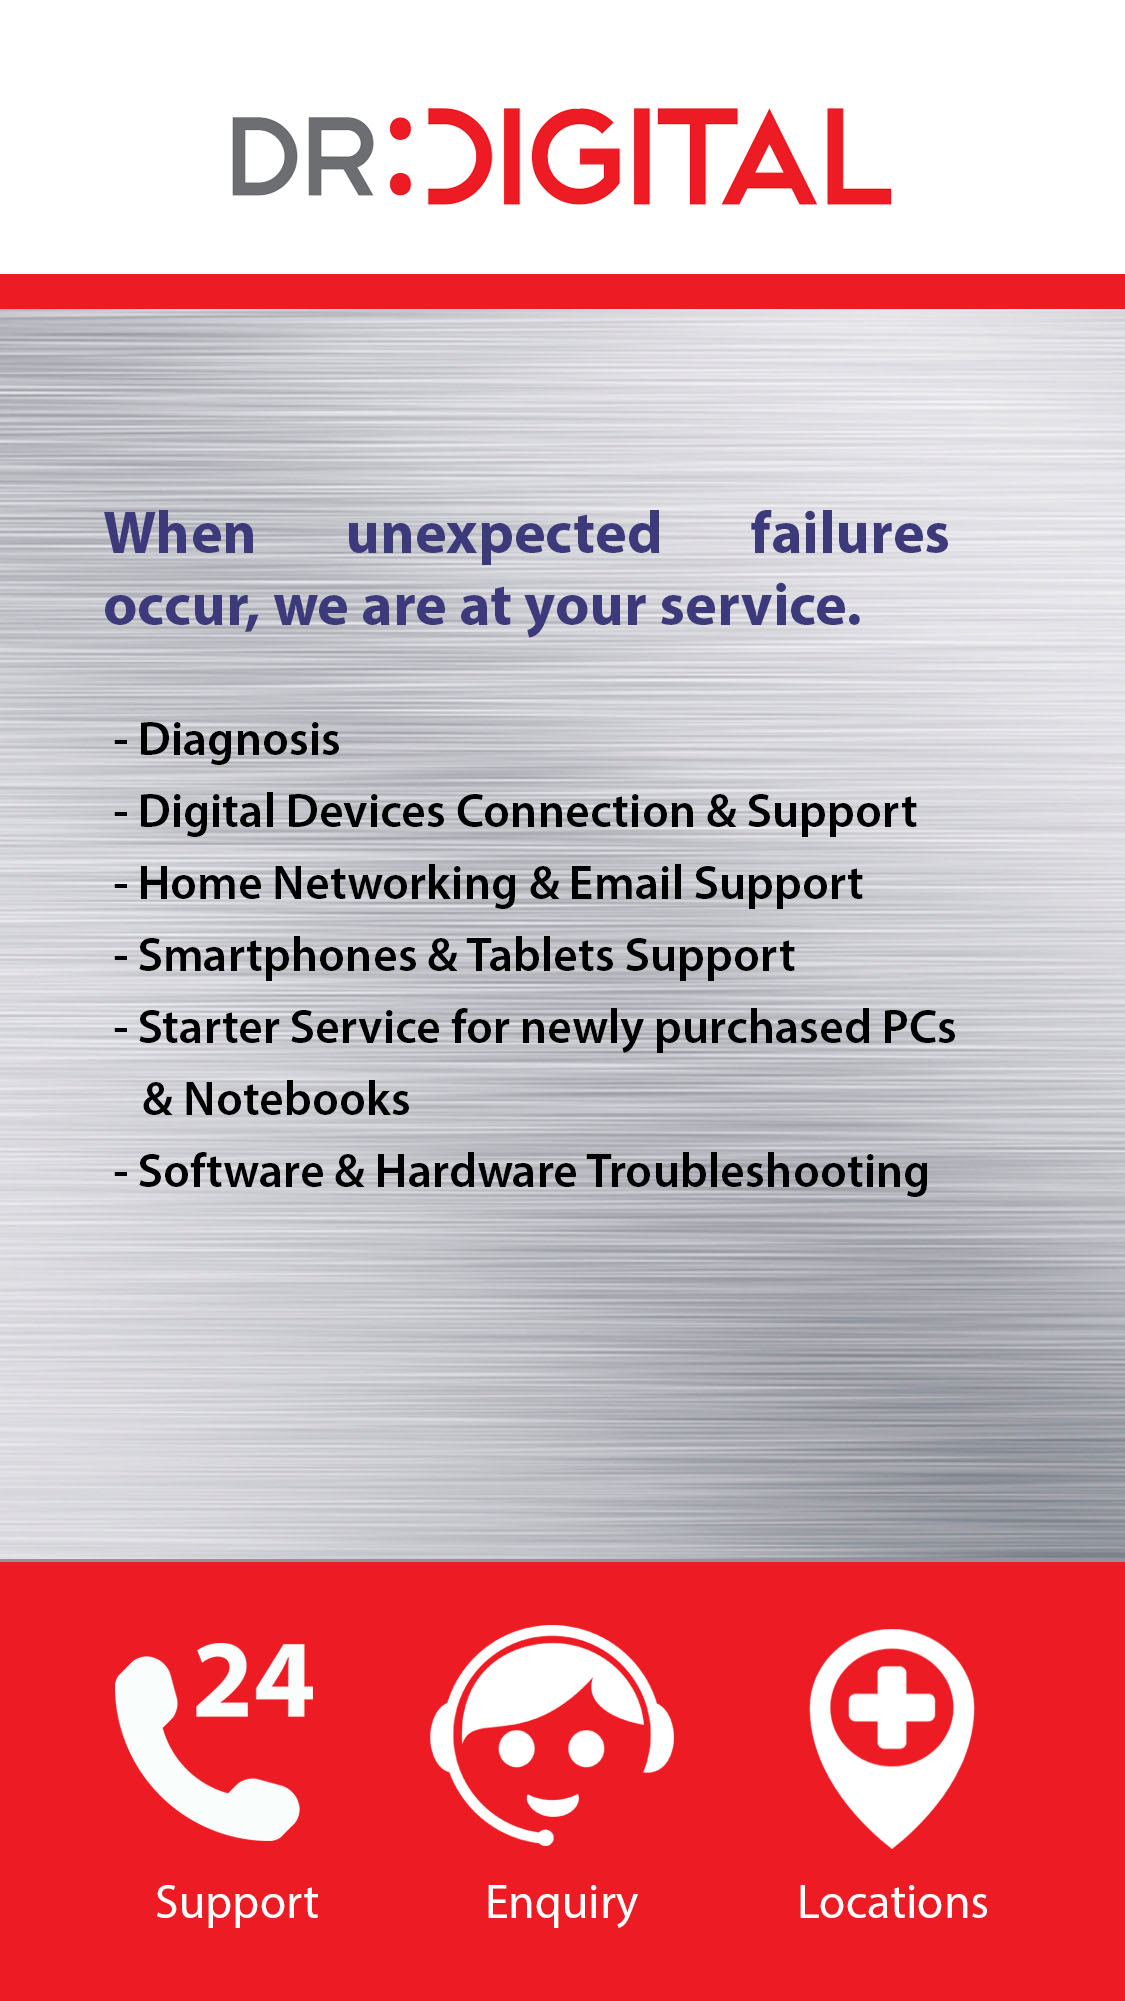 DR:DIGITAL
When unexpected failures
occur, we are at your service.
- Diagnosis
- Digital Devices Connection & Support
- Home Networking & Email Support
- Smartphones & Tablets Support
- Starter Service for newly purchased PCs
& Notebooks
- Software & Hardware Troubleshooting
24
Support Enquiry Locations